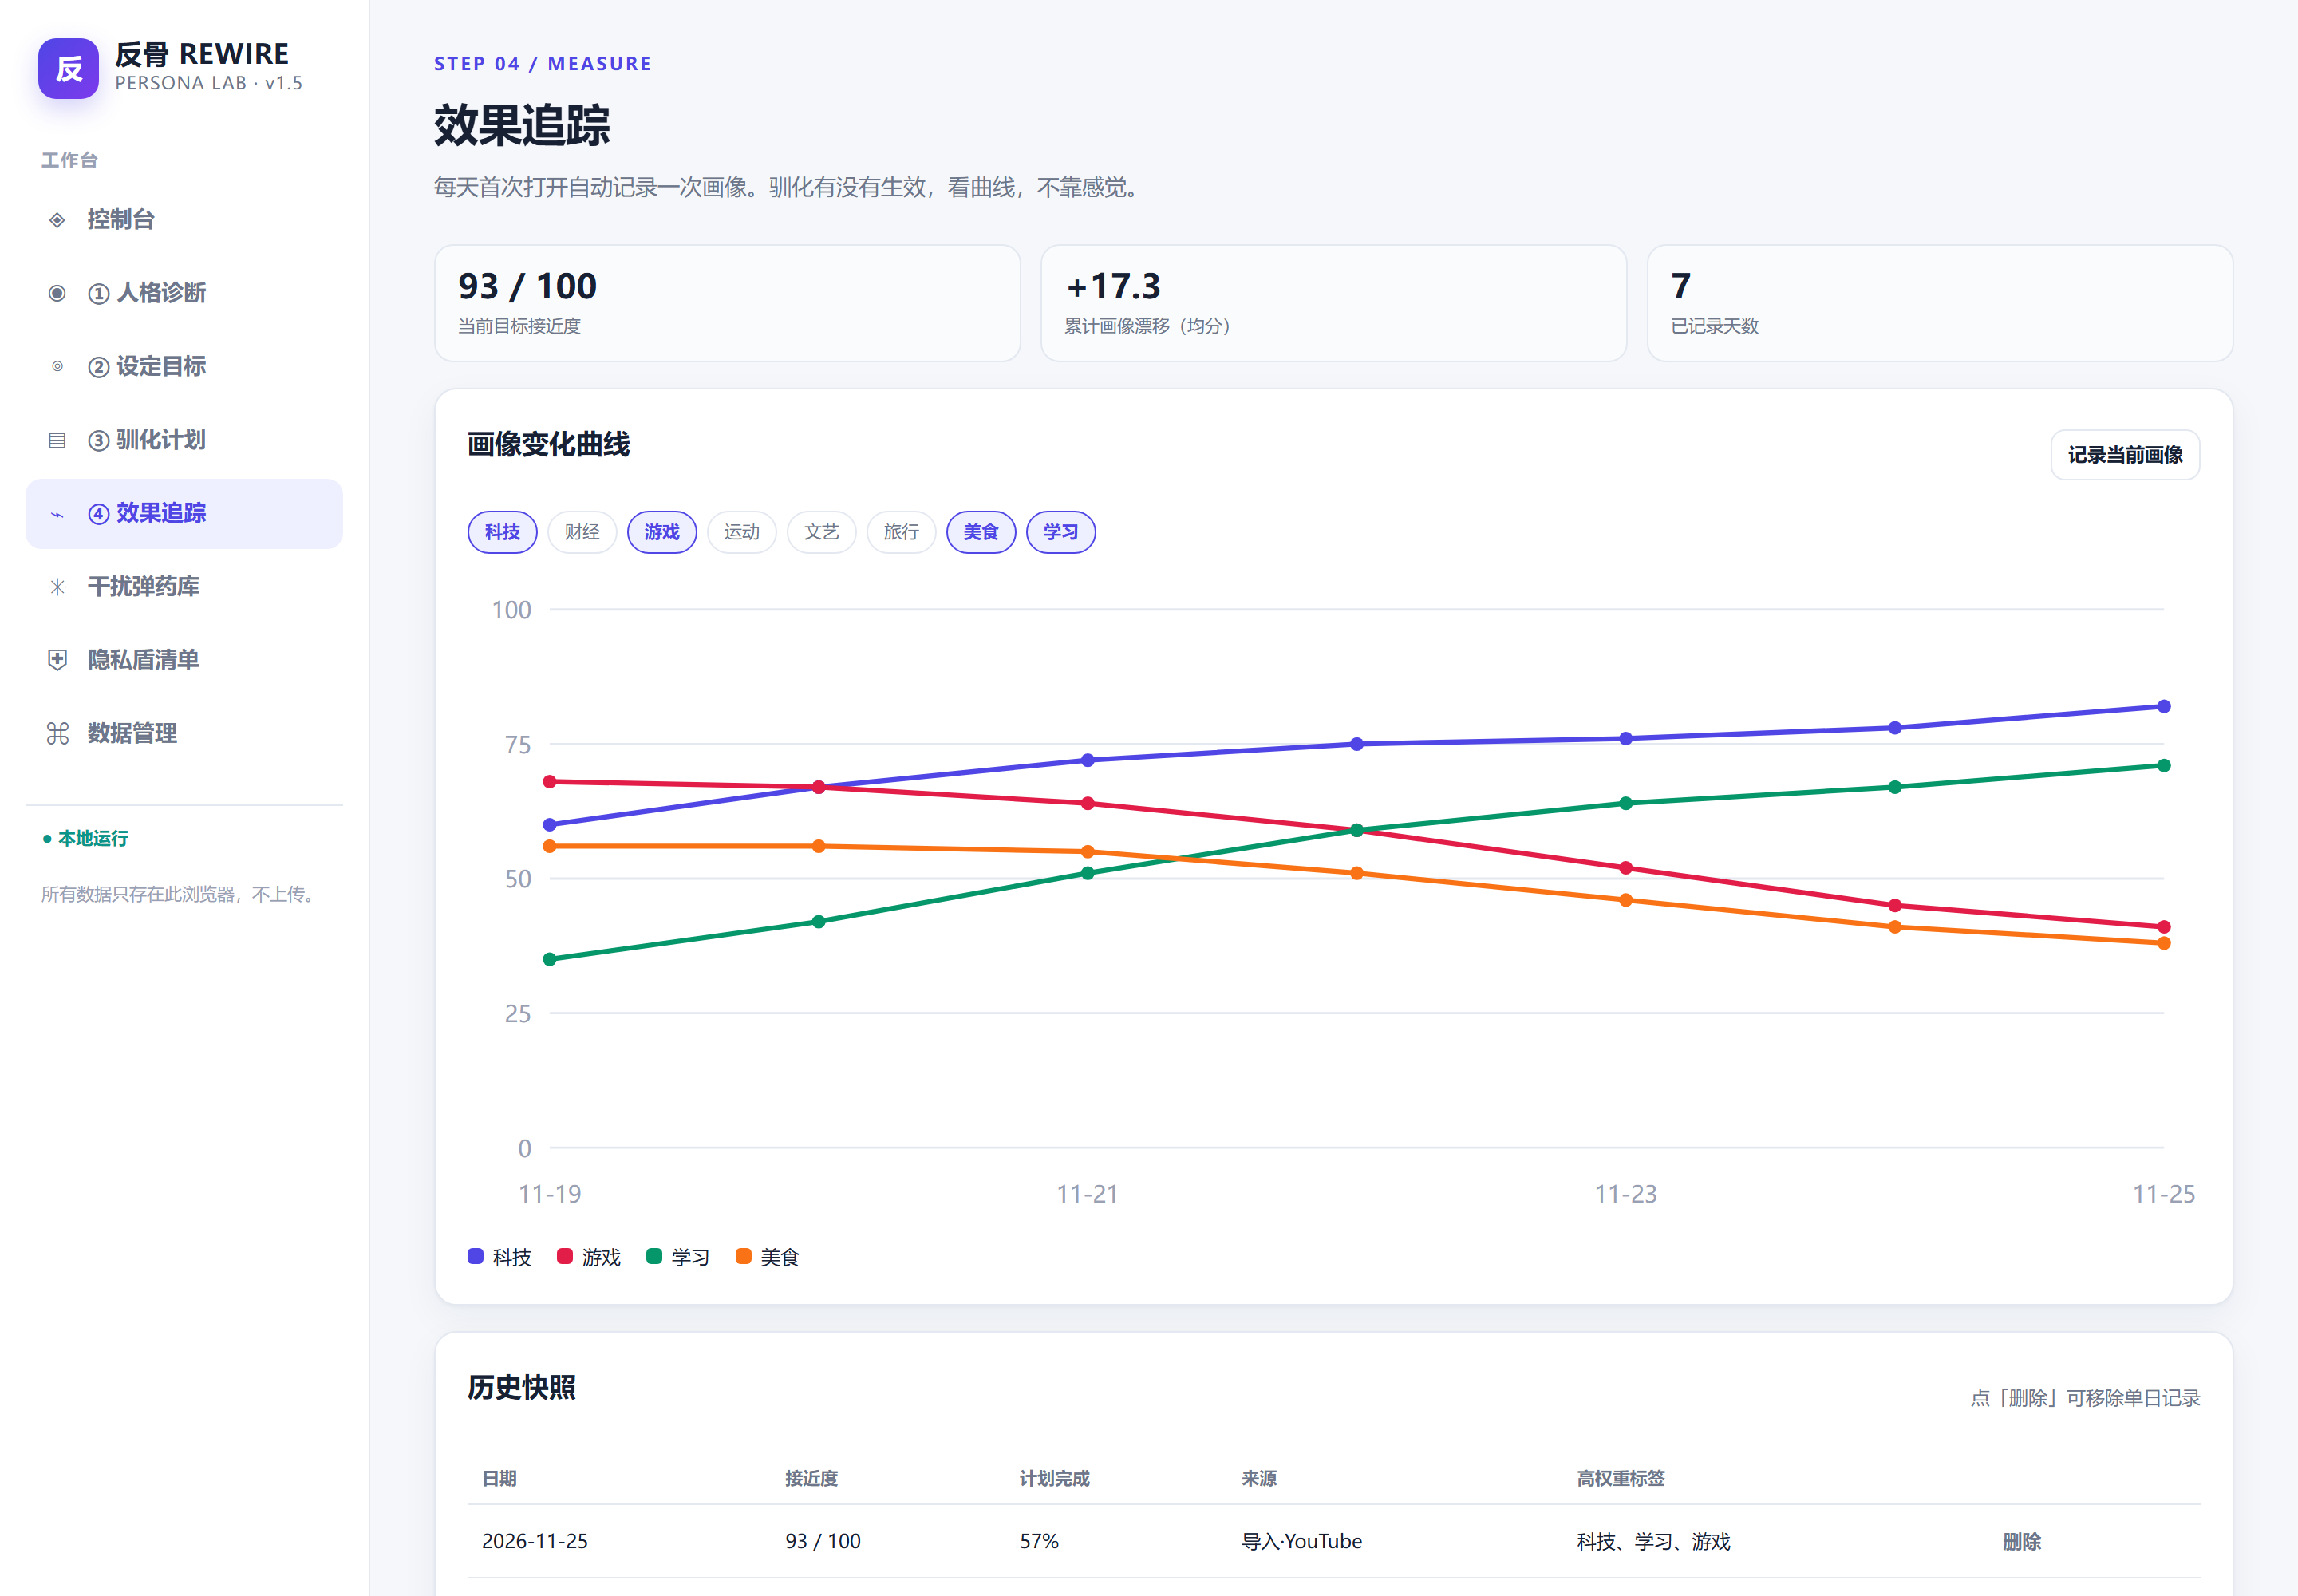 反
反骨 REWIRE
PERSONA LAB · v1.5
工作台
控制台
① 人格诊断
② 设定目标
③ 驯化计划
④ 效果追踪
干扰弹药库
隐私盾清单
数据管理
本地运行
所有数据只存在此浏览器，不上传。
STEP 04 / MEASURE
效果追踪
每天首次打开自动记录一次画像。驯化有没有生效，看曲线，不靠感觉。
93 / 100
当前目标接近度
+17.3
累计画像漂移（均分）
7
已记录天数
画像变化曲线
记录当前画像
科技 财经 游戏 运动 文艺 旅行 美食 学习
100
75
50
25
0
11-19 11-21 11-23 11-25
科技 游戏 学习 美食
历史快照
点「删除」可移除单日记录
日期 接近度 计划完成 来源 高权重标签
2026-11-25 93 / 100 57% 导入·YouTube 科技、学习、游戏 删除